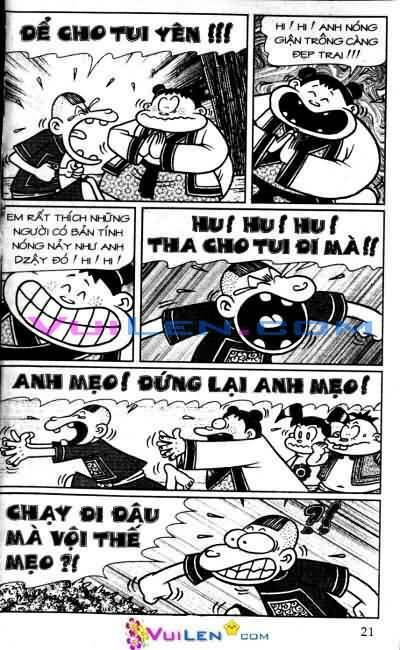 ĐỂ CHO TUI YÊN !!!
HI ! HI ! ANH NÓNG
GIẬN TRÔNG CÀNG
ĐẸP TRAI !!!
EM RẤT THÍCH NHỮNG
NGƯỜI CÓ BẢN TÍNH
NÓNG NẢY NHƯ ANH
DZẬY ĐÓ ! HI ! HI !
HU! HU! HU!
THA CHO TUI ĐI MÀ!!
VUILEN.COM
ANH MẸO! ĐỨNG LẠI ANH MẸO!
CHẠY ĐI ĐÂU
MÀ VỘI THẾ
MẸO ?!
?!
21
VUILEN.COM